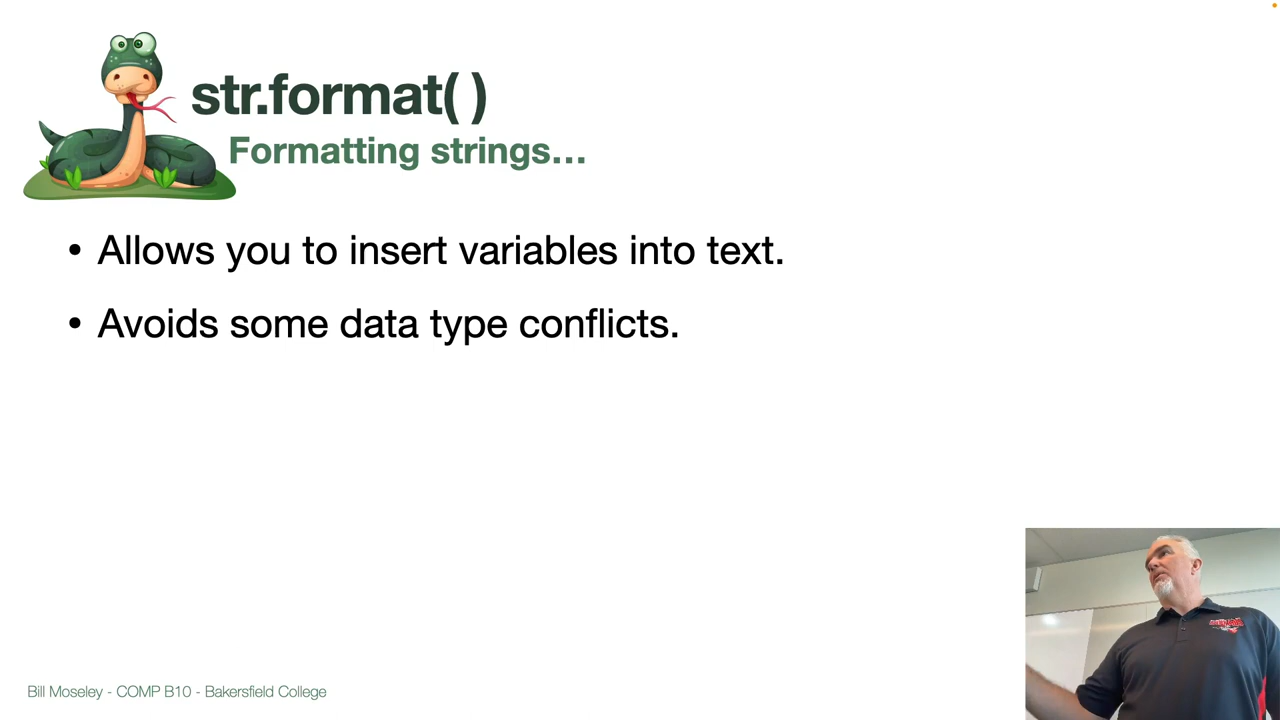 str.format( )
Formatting strings...
• Allows you to insert variables into text.
• Avoids some data type conflicts.
Bill Moseley - COMP B10 - Bakersfield College